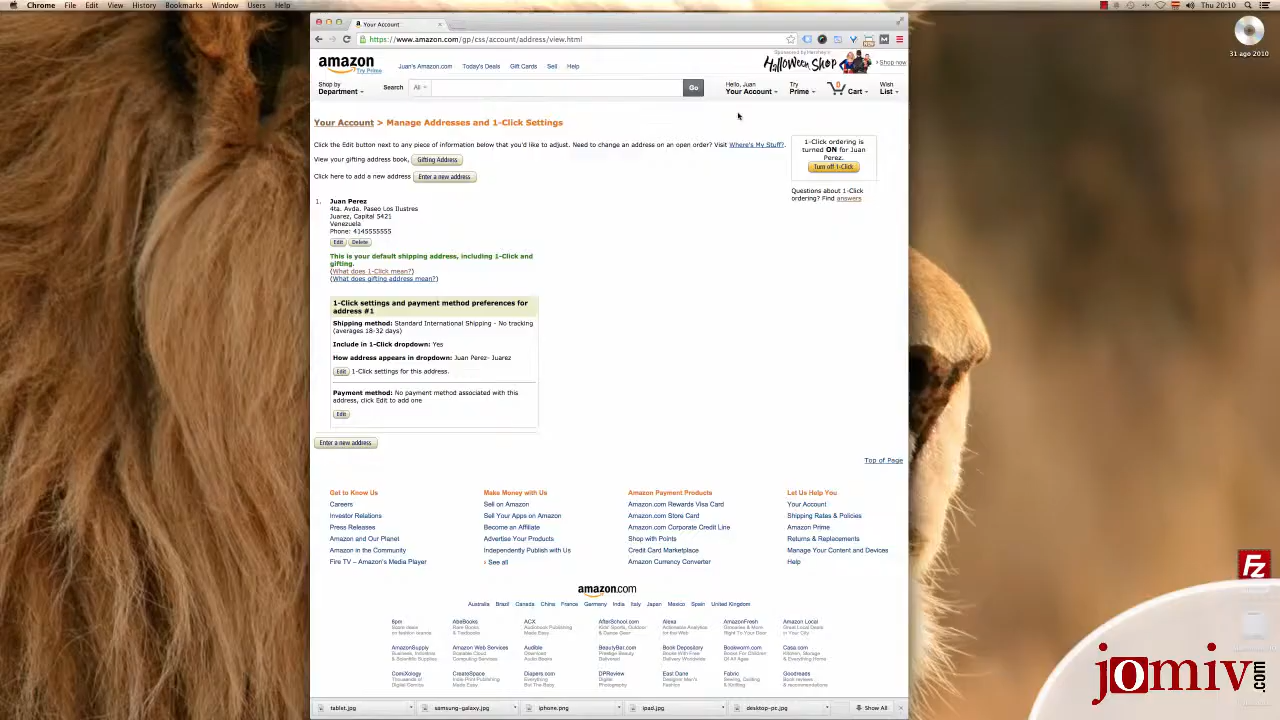 Chrome File Edit View History Bookmarks Window Users Help
Thu 20:10
Your Account
https://www.amazon.com/gp/css/account/address/view.html
31 ago 2010
amazon
Try Prime
Juan's Amazon.com Today's Deals Gift Cards Sell Help
Sponsored by Hershey's
Halloween Shop
Shop now
Shop by
Department
Search All Go
Hello, Juan
Your Account
Try
Prime
0
Cart
Wish
List
Your Account > Manage Addresses and 1-Click Settings
Click the Edit button next to any piece of information below that you'd like to adjust. Need to change an address on an open order? Visit Where's My Stuff?.
View your gifting address book, Gifting Address
Click here to add a new address Enter a new address
1-Click ordering is
turned ON for Juan
Perez.
Turn off 1-Click
Questions about 1-Click
ordering? Find answers
1. Juan Perez
4ta. Avda. Paseo Los Ilustres
Juarez, Capital 5421
Venezuela
Phone: 4145555555
Edit Delete
This is your default shipping address, including 1-Click and
gifting.
(What does 1-Click mean?)
(What does gifting address mean?)
1-Click settings and payment method preferences for
address #1
Shipping method: Standard International Shipping - No tracking
(averages 18-32 days)
Include in 1-Click dropdown: Yes
How address appears in dropdown: Juan Perez- Juarez
Edit 1-Click settings for this address.
Payment method: No payment method associated with this
address, click Edit to add one
Edit
Enter a new address
Top of Page
Get to Know Us
Careers
Investor Relations
Press Releases
Amazon and Our Planet
Amazon in the Community
Fire TV – Amazon's Media Player
Make Money with Us
Sell on Amazon
Sell Your Apps on Amazon
Become an Affiliate
Advertise Your Products
Independently Publish with Us
› See all
Amazon Payment Products
Amazon.com Rewards Visa Card
Amazon.com Store Card
Amazon.com Corporate Credit Line
Shop with Points
Credit Card Marketplace
Amazon Currency Converter
Let Us Help You
Your Account
Shipping Rates & Policies
Amazon Prime
Returns & Replacements
Manage Your Content and Devices
Help
amazon.com
Australia Brazil Canada China France Germany India Italy Japan Mexico Spain United Kingdom
6pm
Score deals
on fashion brands
AbeBooks
Rare Books
& Textbooks
ACX
Audiobook Publishing
Made Easy
AfterSchool.com
Kids' Sports, Outdoor
& Dance Gear
Alexa
Actionable Analytics
for the Web
AmazonFresh
Groceries & More
Right To Your Door
Amazon Local
Great Local Deals
in Your City
AmazonSupply
Business, Industrial
& Scientific Supplies
Amazon Web Services
Scalable Cloud
Computing Services
Audible
Download
Audio Books
BeautyBar.com
Prestige Beauty
Delivered
Book Depository
Books With Free
Delivery Worldwide
Bookworm.com
Books For Children
Of All Ages
Casa.com
Kitchen, Storage
& Everything Home
ComiXology
Thousands of
Digital Comics
CreateSpace
Indie Print Publishing
Made Easy
Diapers.com
Everything
But The Baby
DPReview
Digital
Photography
East Dane
Designer Men's
Fashion
Fabric
Sewing, Quilting
& Knitting
Goodreads
Book reviews
& recommendations
tablet.jpg samsung-galaxy.jpg iphone.png ipad.jpg desktop-pc.jpg Show All
Fz
jomiv.com